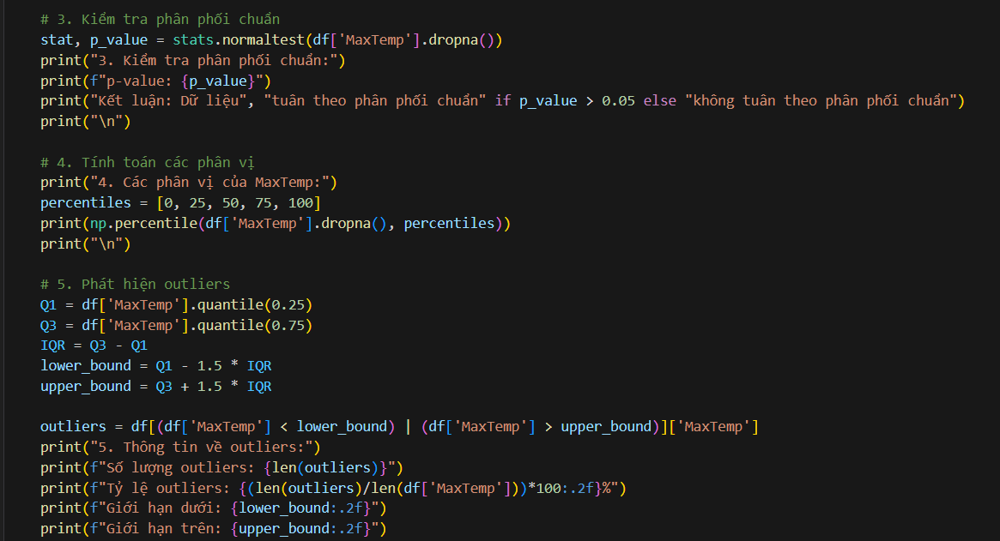 # 3. Kiểm tra phân phối chuẩn
stat, p_value = stats.normaltest(df['MaxTemp'].dropna())
print("3. Kiểm tra phân phối chuẩn:")
print(f"p-value: {p_value}")
print("Kết luận: Dữ liệu", "tuân theo phân phối chuẩn" if p_value > 0.05 else "không tuân theo phân phối chuẩn")
print("\n")
# 4. Tính toán các phân vị
print("4. Các phân vị của MaxTemp:")
percentiles = [0, 25, 50, 75, 100]
print(np.percentile(df['MaxTemp'].dropna(), percentiles))
print("\n")
# 5. Phát hiện outliers
Q1 = df['MaxTemp'].quantile(0.25)
Q3 = df['MaxTemp'].quantile(0.75)
IQR = Q3 - Q1
lower_bound = Q1 - 1.5 * IQR
upper_bound = Q3 + 1.5 * IQR
outliers = df[(df['MaxTemp'] < lower_bound) | (df['MaxTemp'] > upper_bound)]['MaxTemp']
print("5. Thông tin về outliers:")
print(f"Số lượng outliers: {len(outliers)}")
print(f"Tỷ lệ outliers: {(len(outliers)/len(df['MaxTemp']))*100:.2f}%")
print(f"Giới hạn dưới: {lower_bound:.2f}")
print(f"Giới hạn trên: {upper_bound:.2f}")